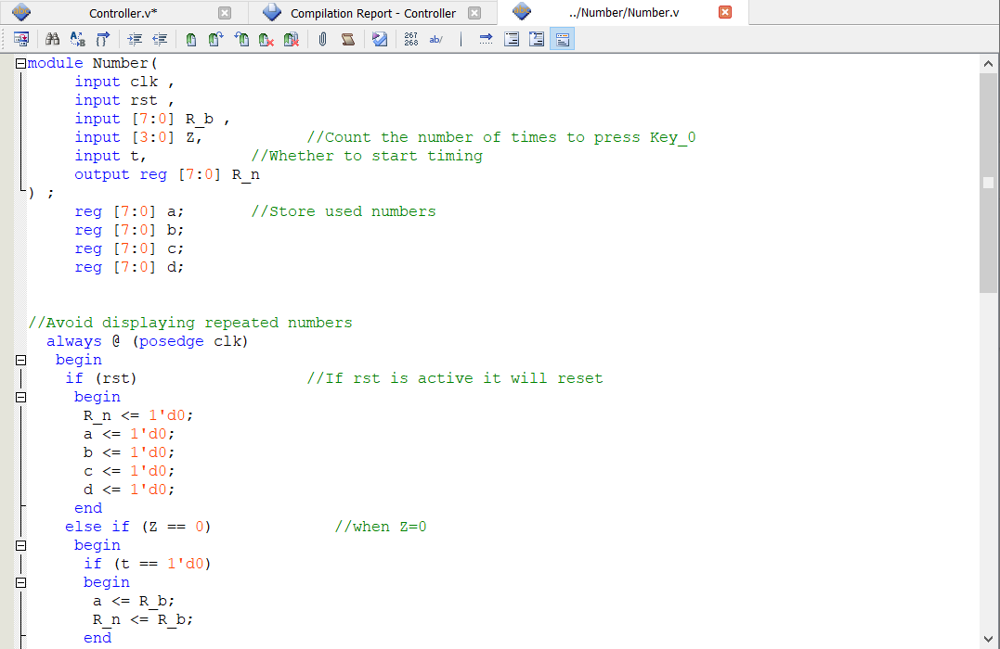 Controller.v*
Compilation Report - Controller
../Number/Number.v
267
268
ab/
module Number(
input clk ,
input rst ,
input [7:0] R_b ,
input [3:0] Z, //Count the number of times to press Key_0
input t, //Whether to start timing
output reg [7:0] R_n
) ;
reg [7:0] a; //Store used numbers
reg [7:0] b;
reg [7:0] c;
reg [7:0] d;
//Avoid displaying repeated numbers
always @ (posedge clk)
begin
if (rst) //If rst is active it will reset
begin
R_n <= 1'd0;
a <= 1'd0;
b <= 1'd0;
c <= 1'd0;
d <= 1'd0;
end
else if (Z == 0) //when Z=0
begin
if (t == 1'd0)
begin
a <= R_b;
R_n <= R_b;
end